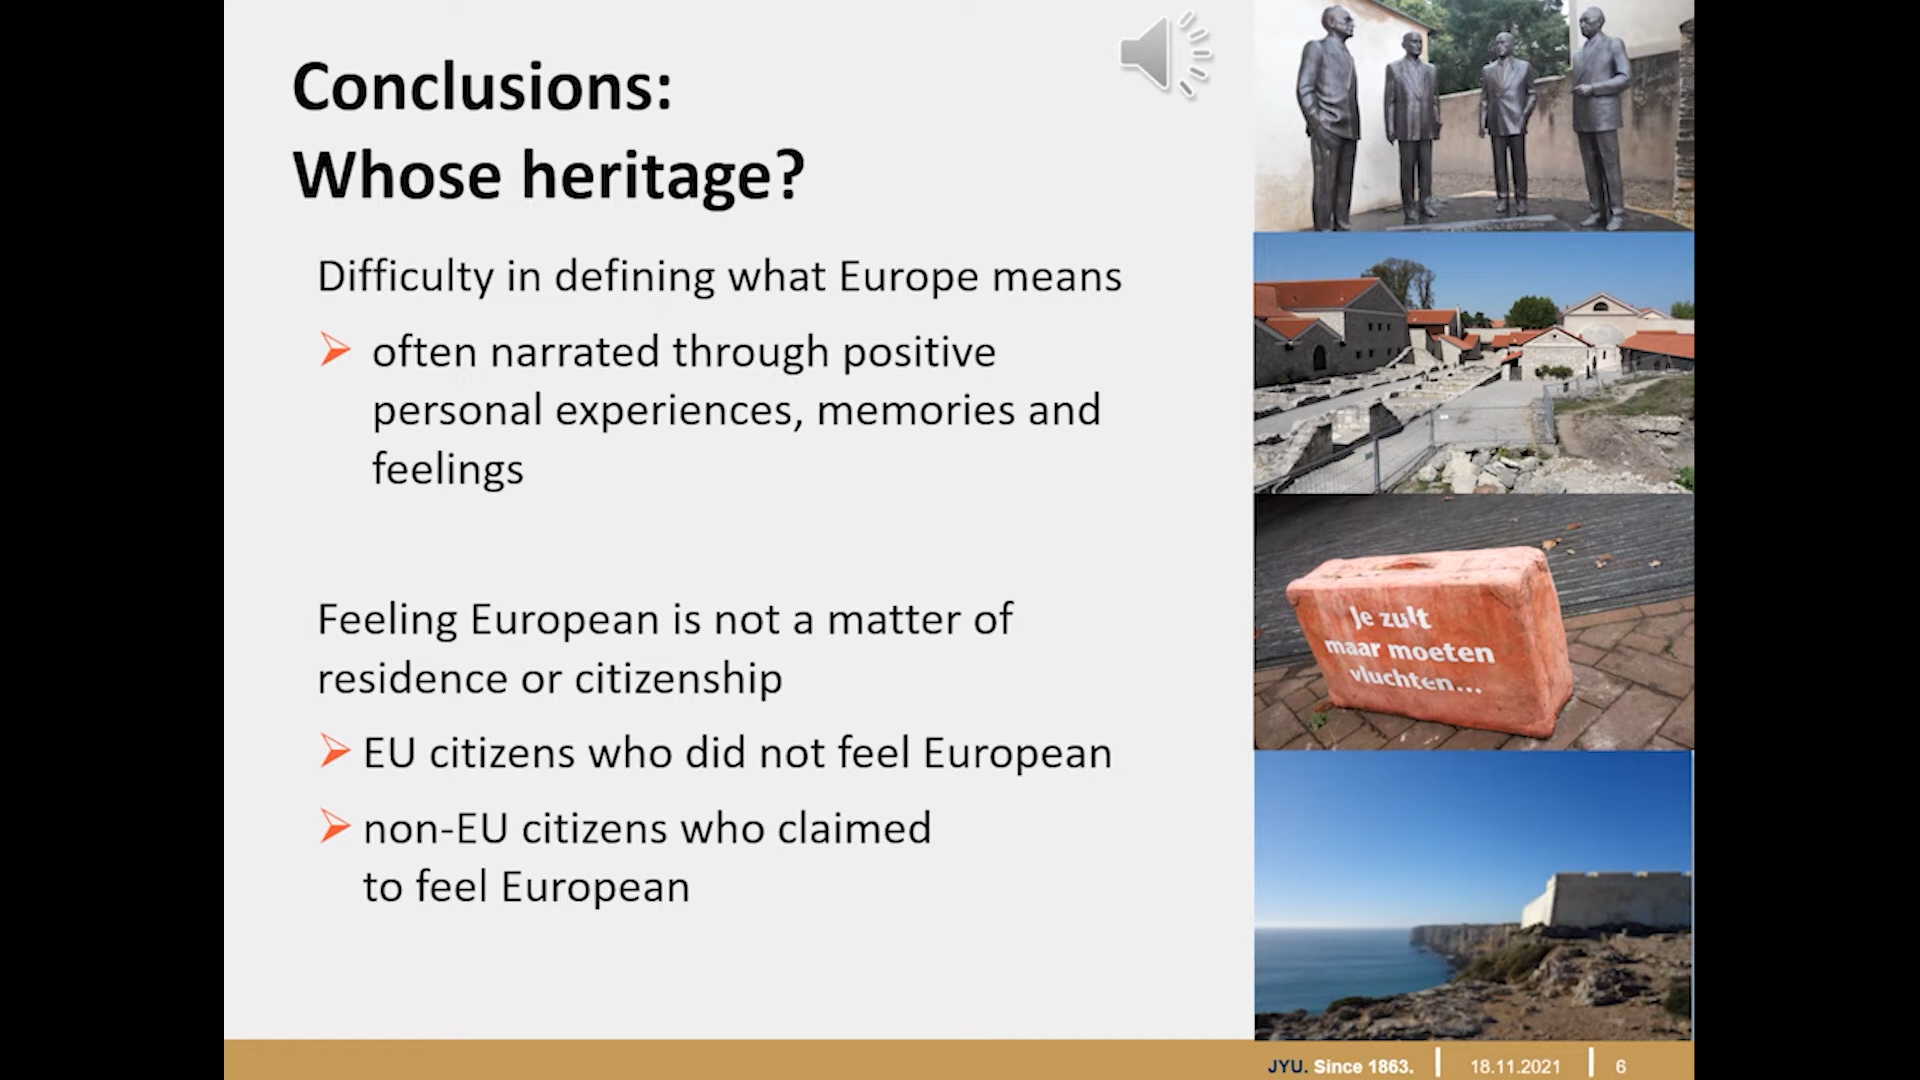 Conclusions:
Whose heritage?
Difficulty in defining what Europe means
often narrated through positive
personal experiences, memories and
feelings
Feeling European is not a matter of
residence or citizenship
EU citizens who did not feel European
non-EU citizens who claimed
to feel European
Je zult
maar moeten
vluchten...
JYU. Since 1863.
18.11.2021
6